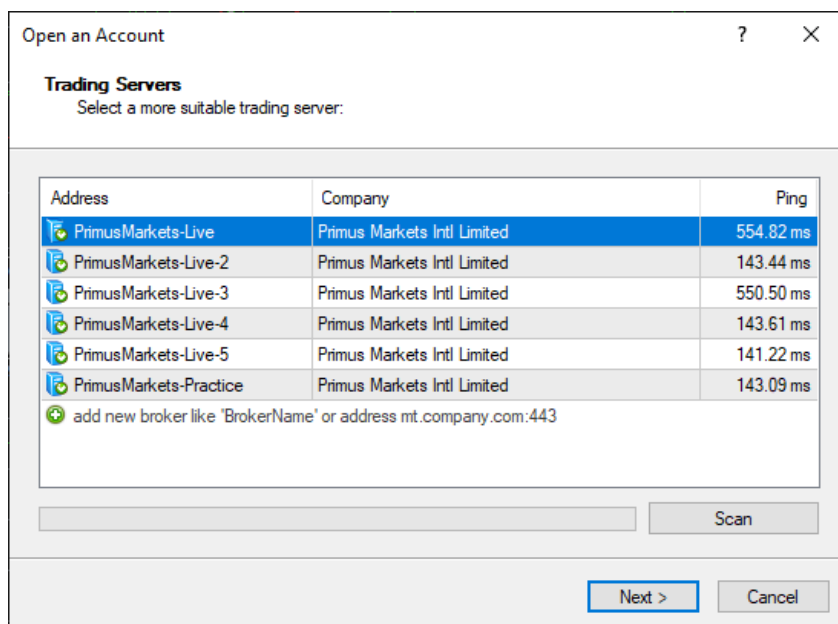 Open an Account ?
Trading Servers
Select a more suitable trading server:
Address Company Ping
PrimusMarkets-Live Primus Markets Intl Limited 554.82 ms
PrimusMarkets-Live-2 Primus Markets Intl Limited 143.44 ms
PrimusMarkets-Live-3 Primus Markets Intl Limited 550.50 ms
PrimusMarkets-Live-4 Primus Markets Intl Limited 143.61 ms
PrimusMarkets-Live-5 Primus Markets Intl Limited 141.22 ms
PrimusMarkets-Practice Primus Markets Intl Limited 143.09 ms
add new broker like 'BrokerName' or address mt.company.com:443
Scan
Next > Cancel